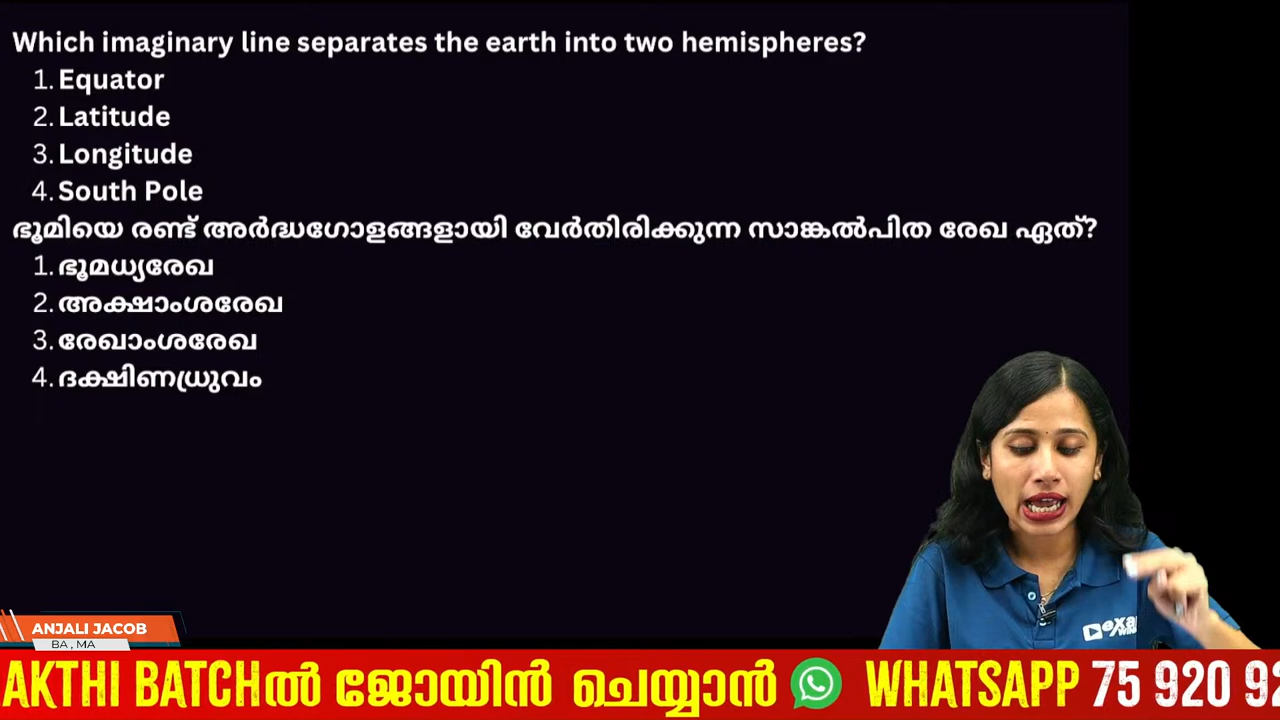 Which imaginary line separates the earth into two hemispheres?
1. Equator
2. Latitude
3. Longitude
4. South Pole
ഭൂമിയെ രണ്ട് അർദ്ധഗോളങ്ങളായി വേർതിരിക്കുന്ന സാങ്കൽപിത രേഖ ഏത്?
1. ഭൂമധ്യരേഖ
2. അക്ഷാംശരേഖ
3. രേഖാംശരേഖ
4. ദക്ഷിണധ്രുവം
ANJALI JACOB
BA , MA
AKTHI BATCHൽ ജോയിൻ ചെയ്യാൻ WHATSAPP 75 920 92